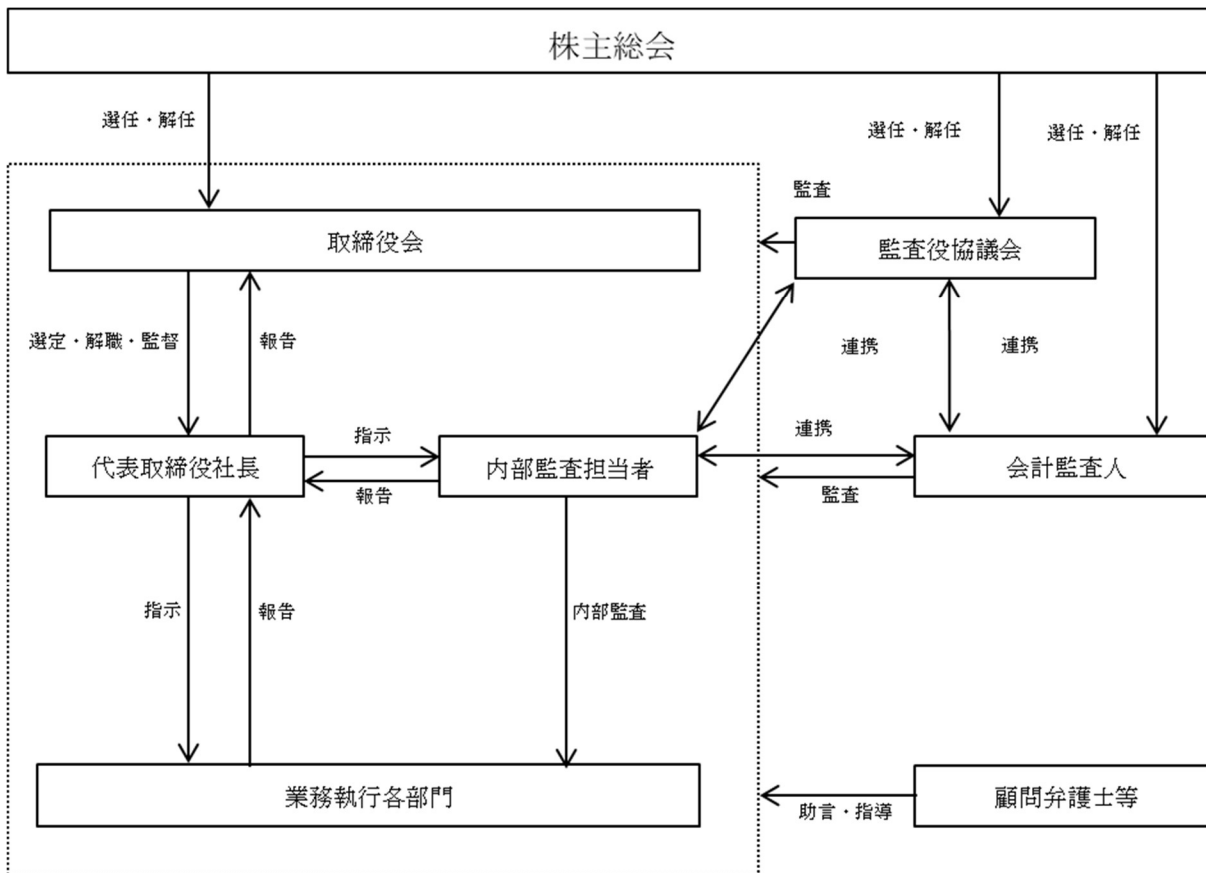 株主総会
選任・解任
選任・解任
選任・解任
監査
取締役会
監査役協議会
選定・解職・監督
報告
連携
連携
代表取締役社長
指示
報告
内部監査担当者
連携
監査
会計監査人
指示
報告
内部監査
業務執行各部門
助言・指導
顧問弁護士等